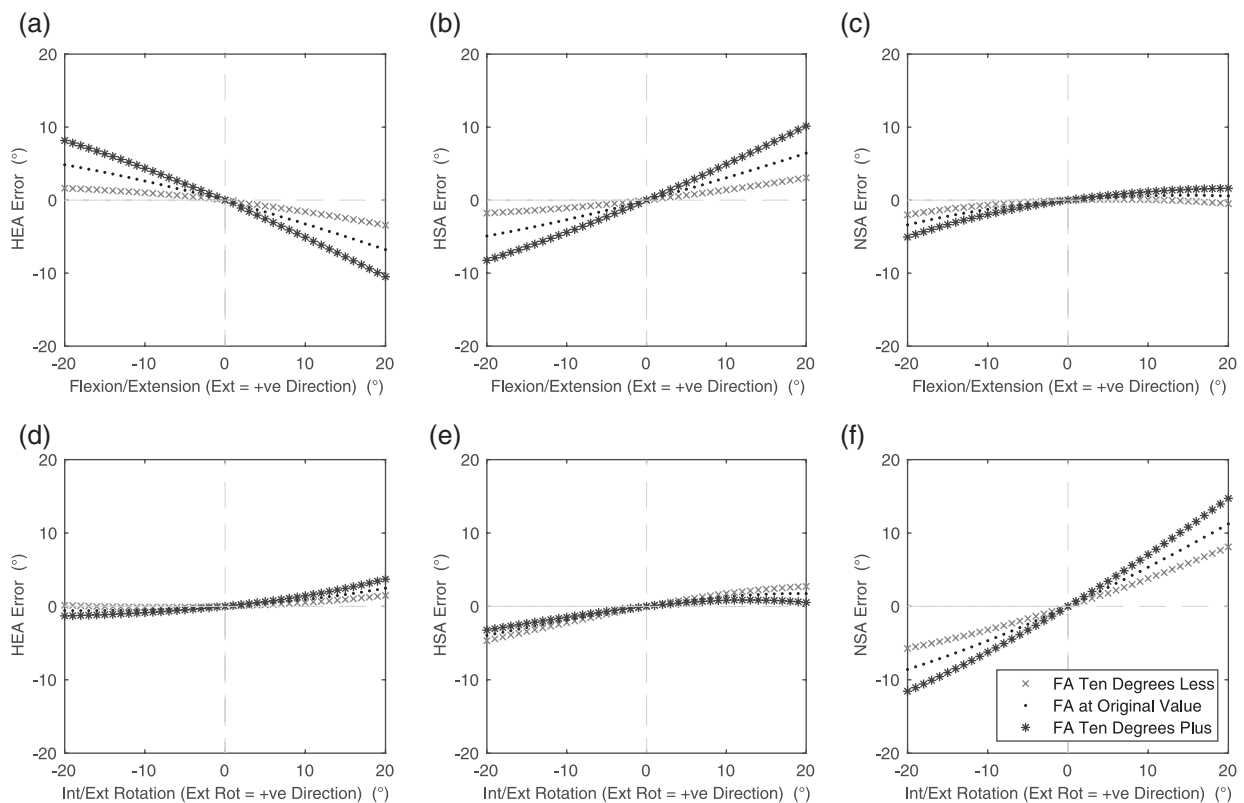 (a)
(b)
(c)
20
10
0
-10
-20
HEA Error (°)
-20 -10 0 10 20
Flexion/Extension (Ext = +ve Direction) (°)
20
10
0
-10
-20
HSA Error (°)
-20 -10 0 10 20
Flexion/Extension (Ext = +ve Direction) (°)
20
10
0
-10
-20
NSA Error (°)
-20 -10 0 10 20
Flexion/Extension (Ext = +ve Direction) (°)
(d)
(e)
(f)
20
10
0
-10
-20
HEA Error (°)
-20 -10 0 10 20
Int/Ext Rotation (Ext Rot = +ve Direction) (°)
20
10
0
-10
-20
HSA Error (°)
-20 -10 0 10 20
Int/Ext Rotation (Ext Rot = +ve Direction) (°)
20
10
0
-10
-20
NSA Error (°)
FA Ten Degrees Less
FA at Original Value
FA Ten Degrees Plus
-20 -10 0 10 20
Int/Ext Rotation (Ext Rot = +ve Direction) (°)